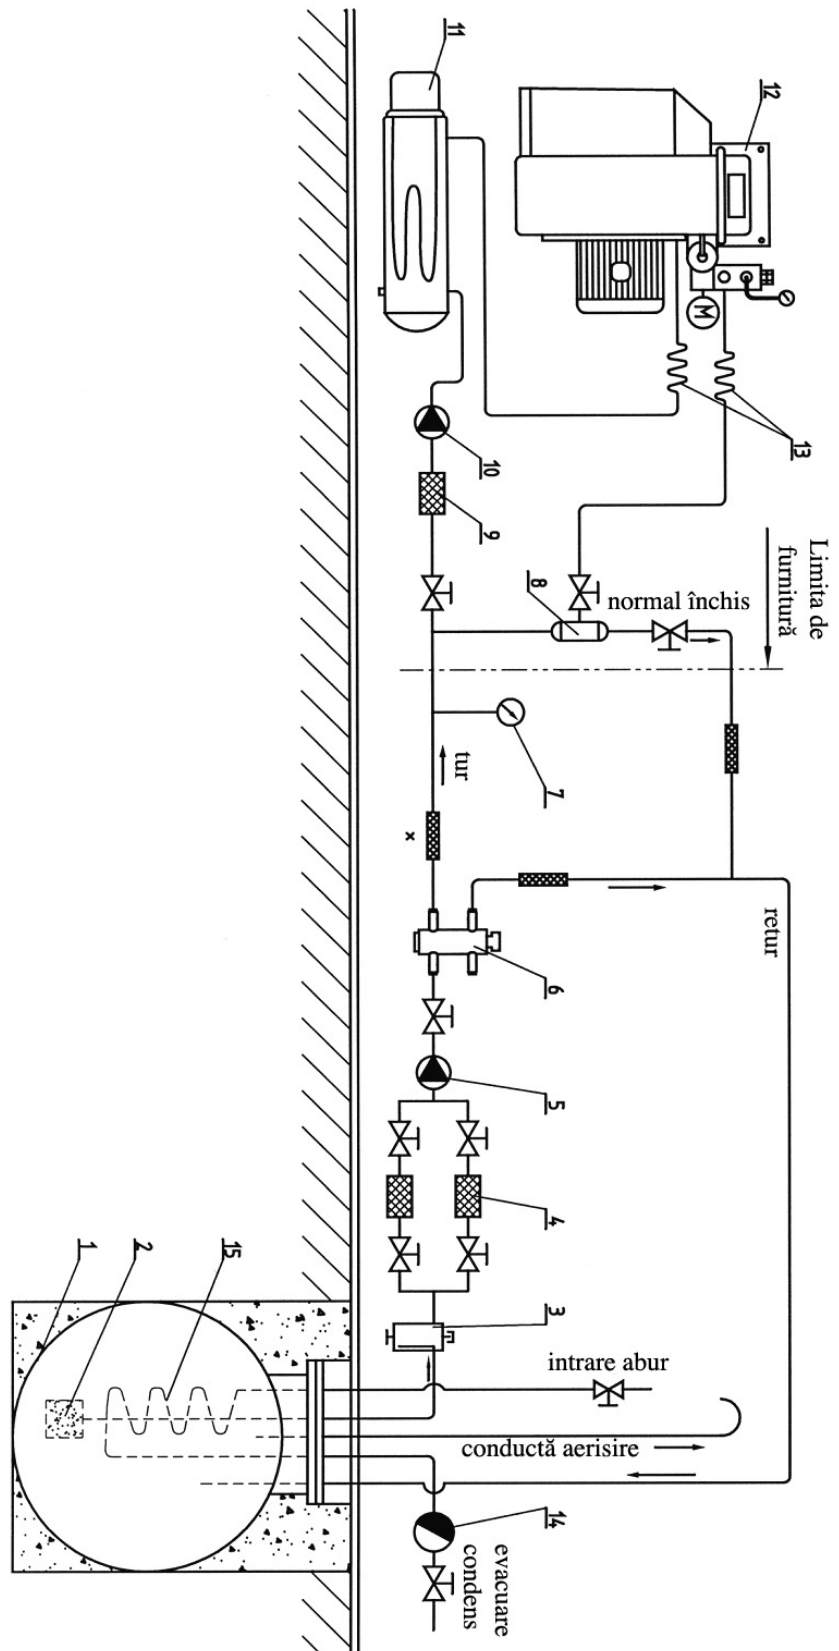 11
12
13
10
9
8
Limita de
furnitură
normal închis
tur
7
x
retur
6
5
4
3
1
2
15
intrare abur
conductă aerisire
14
evacuare
condens
M